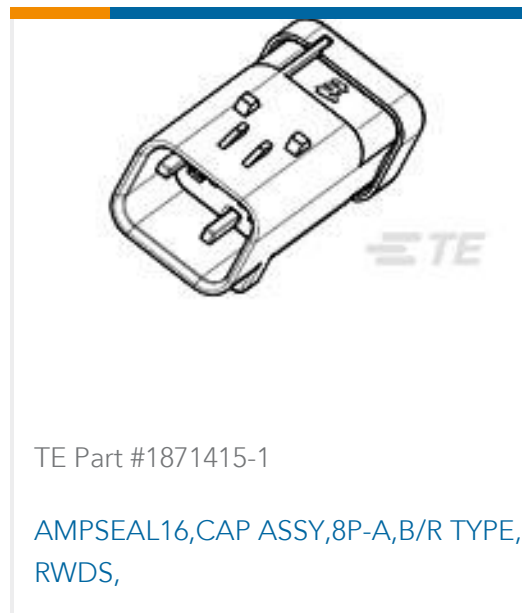 TE
TE Part #1871415-1
AMPSEAL16,CAP ASSY,8P-A,B/R TYPE,
RWDS,